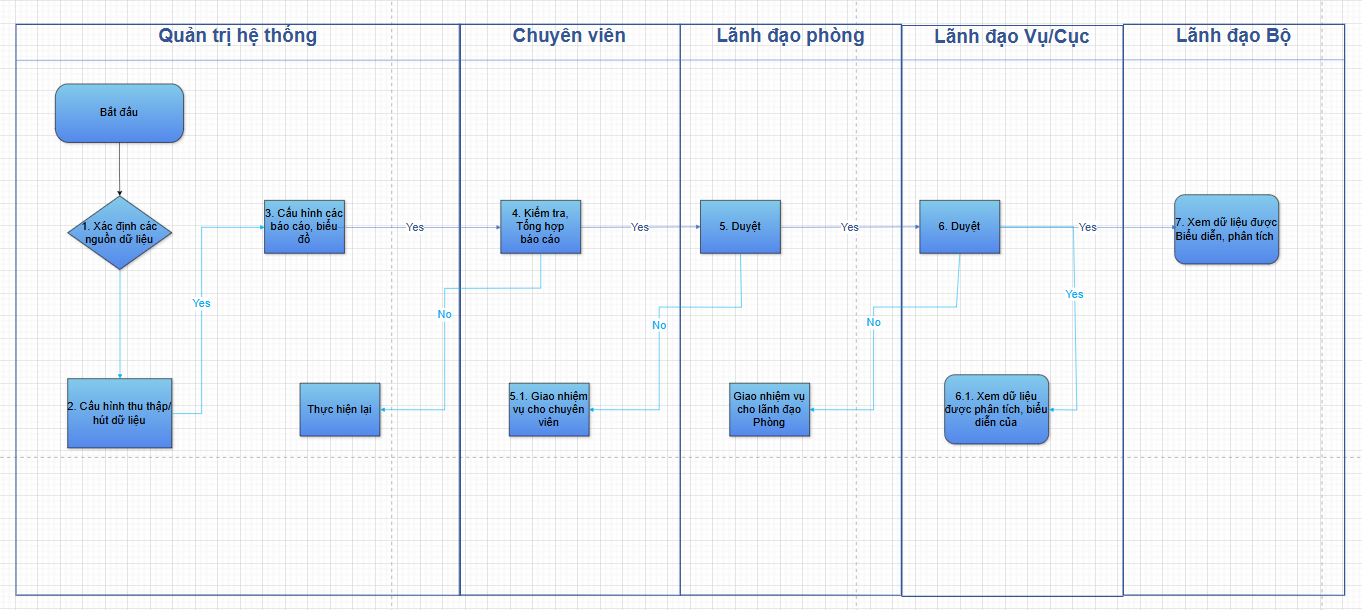 Quản trị hệ thống
Chuyên viên
Lãnh đạo phòng
Lãnh đạo Vụ/Cục
Lãnh đạo Bộ
Bắt đầu
1. Xác định các
nguồn dữ liệu
3. Cấu hình các
báo cáo, biểu
đồ
Yes
4. Kiểm tra,
Tổng hợp
báo cáo
Yes
5. Duyệt
Yes
6. Duyệt
Yes
7. Xem dữ liệu được
Biểu diễn, phân tích
Yes
No
No
No
Yes
2. Cấu hình thu thập/
hút dữ liệu
Thực hiện lại
5.1. Giao nhiệm
vụ cho chuyên
viên
Giao nhiệm vụ
cho lãnh đạo
Phòng
6.1. Xem dữ liệu
được phân tích, biểu
diễn của